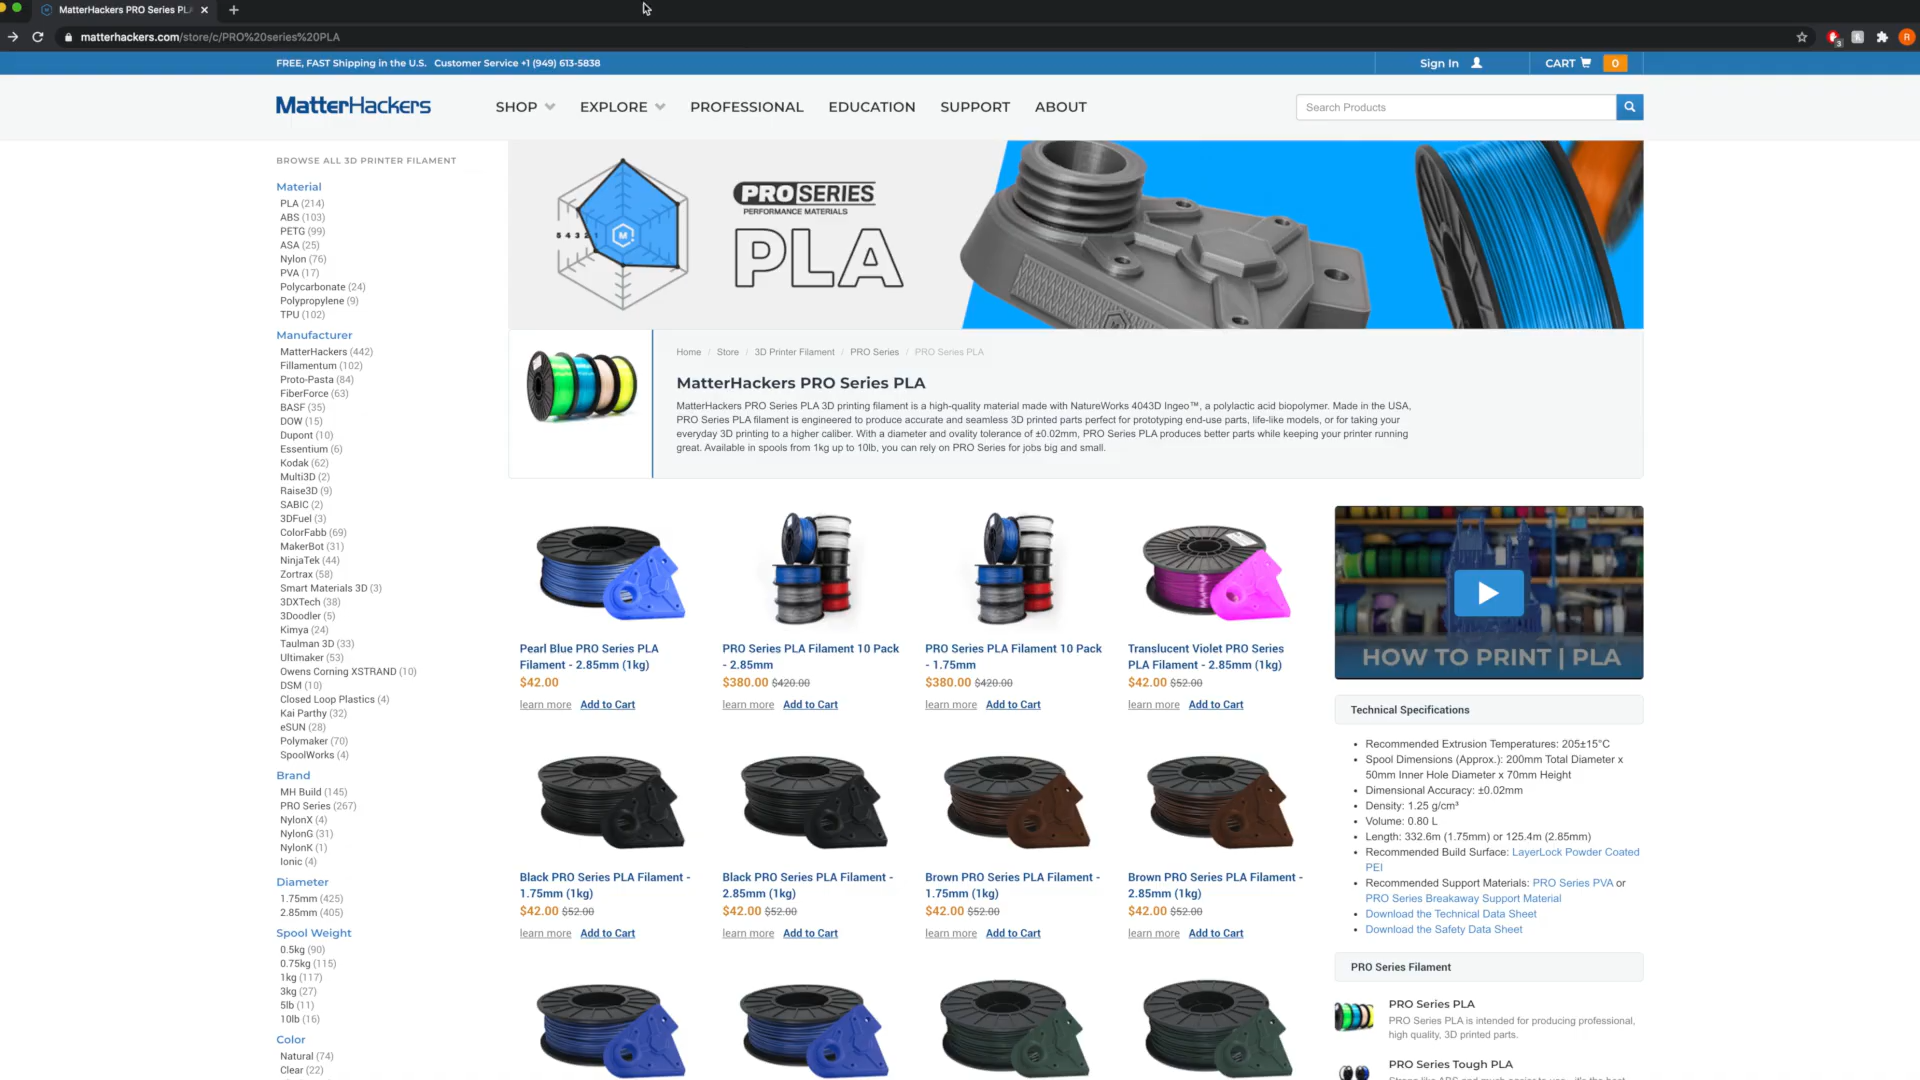 MatterHackers PRO Series PLA
matterhackers.com/store/c/PRO%20series%20PLA
3
R
FREE, FAST Shipping in the U.S. Customer Service +1 (949) 613-5838
Sign In
CART 0
MatterHackers
SHOP EXPLORE PROFESSIONAL EDUCATION SUPPORT ABOUT
Search Products
BROWSE ALL 3D PRINTER FILAMENT
Material
PLA (214)
ABS (103)
PETG (99)
ASA (25)
Nylon (76)
PVA (17)
Polycarbonate (24)
Polypropylene (9)
TPU (102)
Manufacturer
MatterHackers (442)
Fillamentum (102)
Proto-Pasta (84)
FiberForce (63)
BASF (35)
DOW (15)
Dupont (10)
Essentium (6)
Kodak (62)
Multi3D (2)
Raise3D (9)
SABIC (2)
3DFuel (3)
ColorFabb (69)
MakerBot (31)
NinjaTek (44)
Zortrax (58)
Smart Materials 3D (3)
3DXTech (38)
3Doodler (5)
Kimya (24)
Taulman 3D (33)
Ultimaker (53)
Owens Corning XSTRAND (10)
DSM (10)
Closed Loop Plastics (4)
Kai Parthy (32)
eSUN (28)
Polymaker (70)
SpoolWorks (4)
Brand
MH Build (145)
PRO Series (267)
NylonX (4)
NylonG (31)
NylonK (1)
Ionic (4)
Diameter
1.75mm (425)
2.85mm (405)
Spool Weight
0.5kg (90)
0.75kg (115)
1kg (117)
3kg (27)
5lb (11)
10lb (16)
Color
Natural (74)
Clear (22)
5 4 3 2 1
M
PRO SERIES
PERFORMANCE MATERIALS
PLA
Home / Store / 3D Printer Filament / PRO Series / PRO Series PLA
MatterHackers PRO Series PLA
MatterHackers PRO Series PLA 3D printing filament is a high-quality material made with NatureWorks 4043D Ingeo™, a polylactic acid biopolymer. Made in the USA,
PRO Series PLA filament is engineered to produce accurate and seamless 3D printed parts perfect for prototyping end-use parts, life-like models, or for taking your
everyday 3D printing to a higher caliber. With a diameter and ovality tolerance of ±0.02mm, PRO Series PLA produces better parts while keeping your printer running
great. Available in spools from 1kg up to 10lb, you can rely on PRO Series for jobs big and small.
Pearl Blue PRO Series PLA
Filament - 2.85mm (1kg)
$42.00
learn more Add to Cart
PRO Series PLA Filament 10 Pack
- 2.85mm
$380.00 $420.00
learn more Add to Cart
PRO Series PLA Filament 10 Pack
- 1.75mm
$380.00 $420.00
learn more Add to Cart
Translucent Violet PRO Series
PLA Filament - 2.85mm (1kg)
$42.00 $52.00
learn more Add to Cart
Black PRO Series PLA Filament -
1.75mm (1kg)
$42.00 $52.00
learn more Add to Cart
Black PRO Series PLA Filament -
2.85mm (1kg)
$42.00 $52.00
learn more Add to Cart
Brown PRO Series PLA Filament -
1.75mm (1kg)
$42.00 $52.00
learn more Add to Cart
Brown PRO Series PLA Filament -
2.85mm (1kg)
$42.00 $52.00
learn more Add to Cart
HOW TO PRINT | PLA
Technical Specifications
Recommended Extrusion Temperatures: 205±15°C
Spool Dimensions (Approx.): 200mm Total Diameter x
50mm Inner Hole Diameter x 70mm Height
Dimensional Accuracy: ±0.02mm
Density: 1.25 g/cm³
Volume: 0.80 L
Length: 332.6m (1.75mm) or 125.4m (2.85mm)
Recommended Build Surface: LayerLock Powder Coated
PEI
Recommended Support Materials: PRO Series PVA or
PRO Series Breakaway Support Material
Download the Technical Data Sheet
Download the Safety Data Sheet
PRO Series Filament
PRO Series PLA
PRO Series PLA is intended for producing professional,
high quality, 3D printed parts.
PRO Series Tough PLA